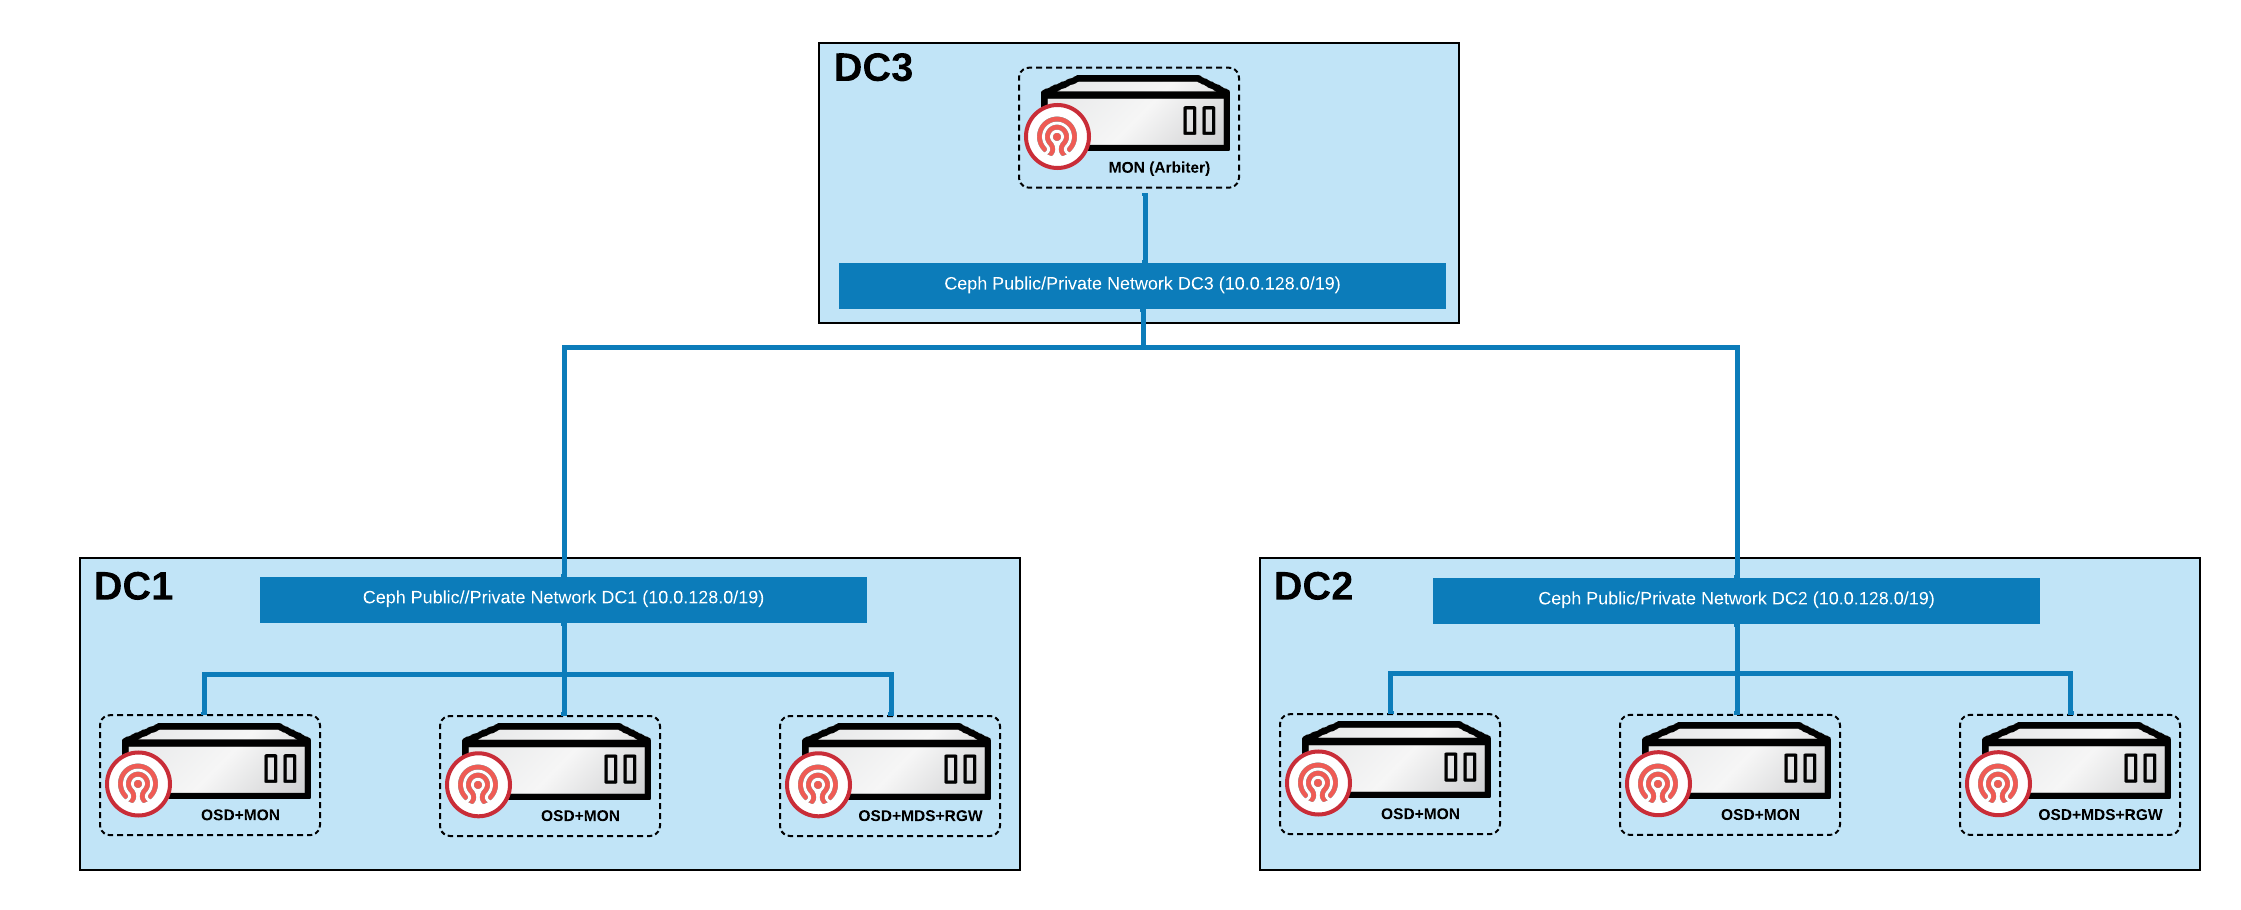 DC3
MON (Arbiter)
Ceph Public/Private Network DC3 (10.0.128.0/19)
DC1
Ceph Public//Private Network DC1 (10.0.128.0/19)
OSD+MON
OSD+MON
OSD+MDS+RGW
DC2
Ceph Public/Private Network DC2 (10.0.128.0/19)
OSD+MON
OSD+MON
OSD+MDS+RGW